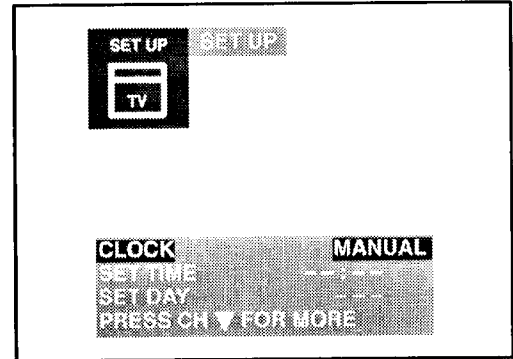 SET UP SET UP
TV
CLOCK MANUAL
SET TIME --:--
SET DAY ---
PRESS CH ▼ FOR MORE